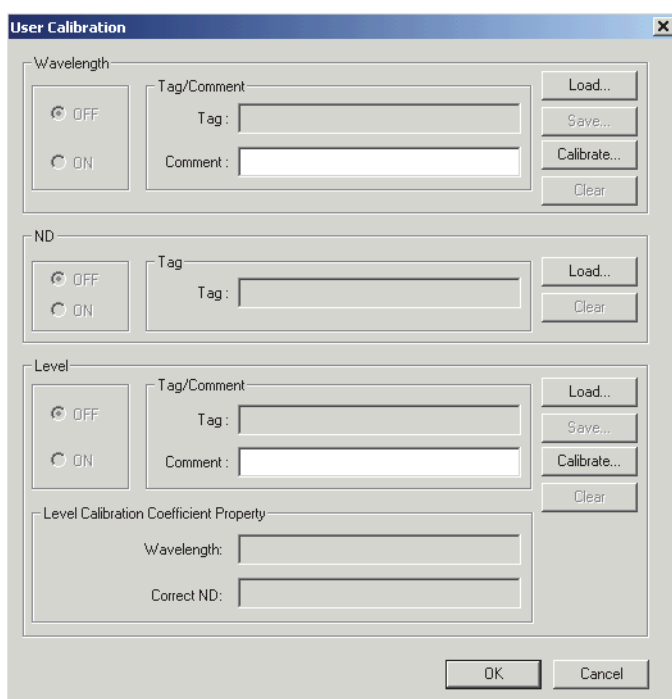 User Calibration
Wavelength
OFF
ON
Tag/Comment
Tag :
Comment :
Load...
Save...
Calibrate...
Clear
ND
OFF
ON
Tag
Tag :
Load...
Clear
Level
OFF
ON
Tag/Comment
Tag :
Comment :
Load...
Save...
Calibrate...
Clear
Level Calibration Coefficient Property
Wavelength:
Correct ND:
OK
Cancel